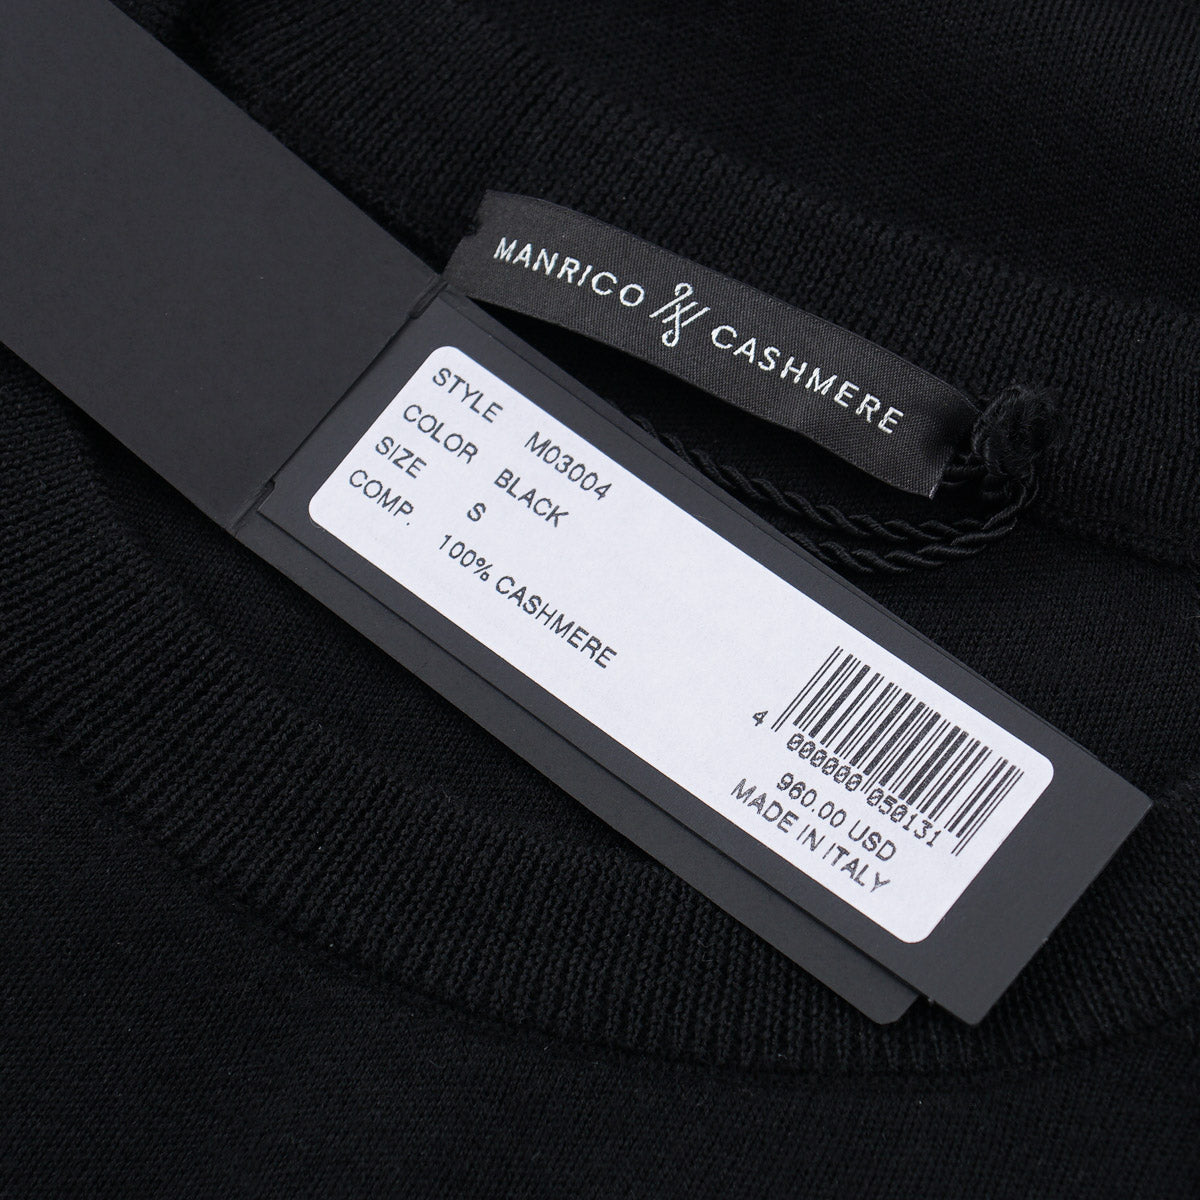 MANRICO CASHMERE
STYLE M03004
COLOR BLACK
SIZE S
COMP. 100% CASHMERE
4 000000 050131
960.00 USD
MADE IN ITALY